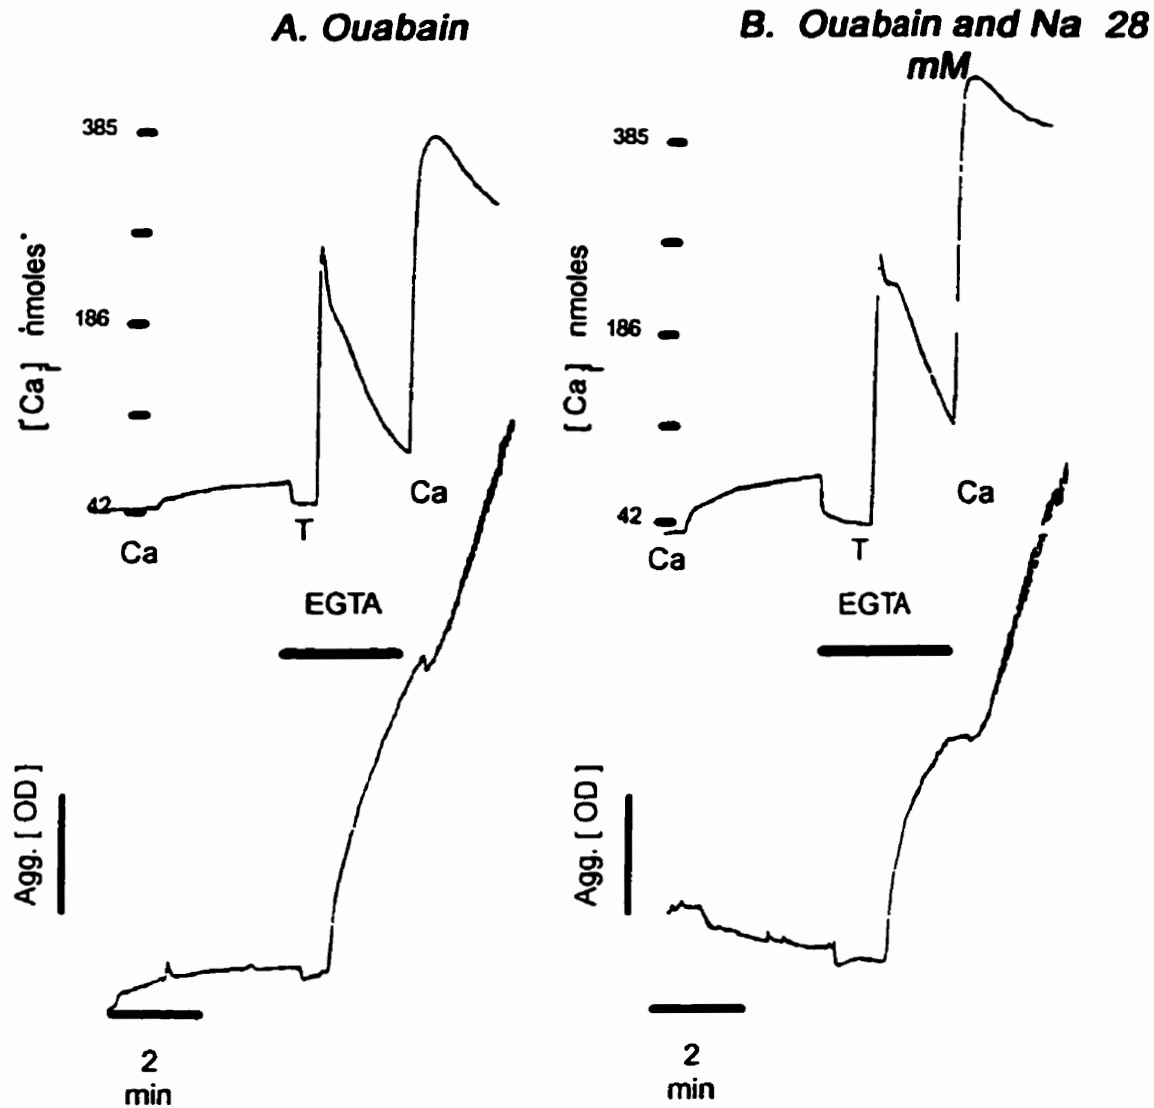 A. Ouabain
B. Ouabain and Na 28
mM
385
186
42
[Ca] nmoles
Ca
T
Ca
EGTA
Agg. [OD]
2
min
385
186
42
[Ca] nmoles
Ca
T
Ca
EGTA
Agg. [OD]
2
min